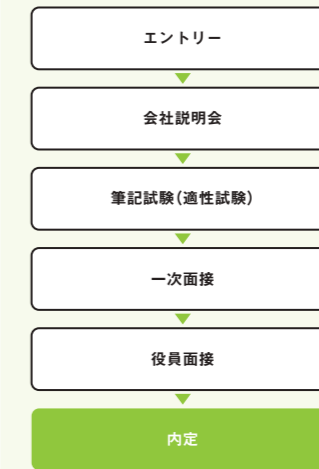 エントリー
会社説明会
筆記試験(適性試験)
一次面接
役員面接
内定